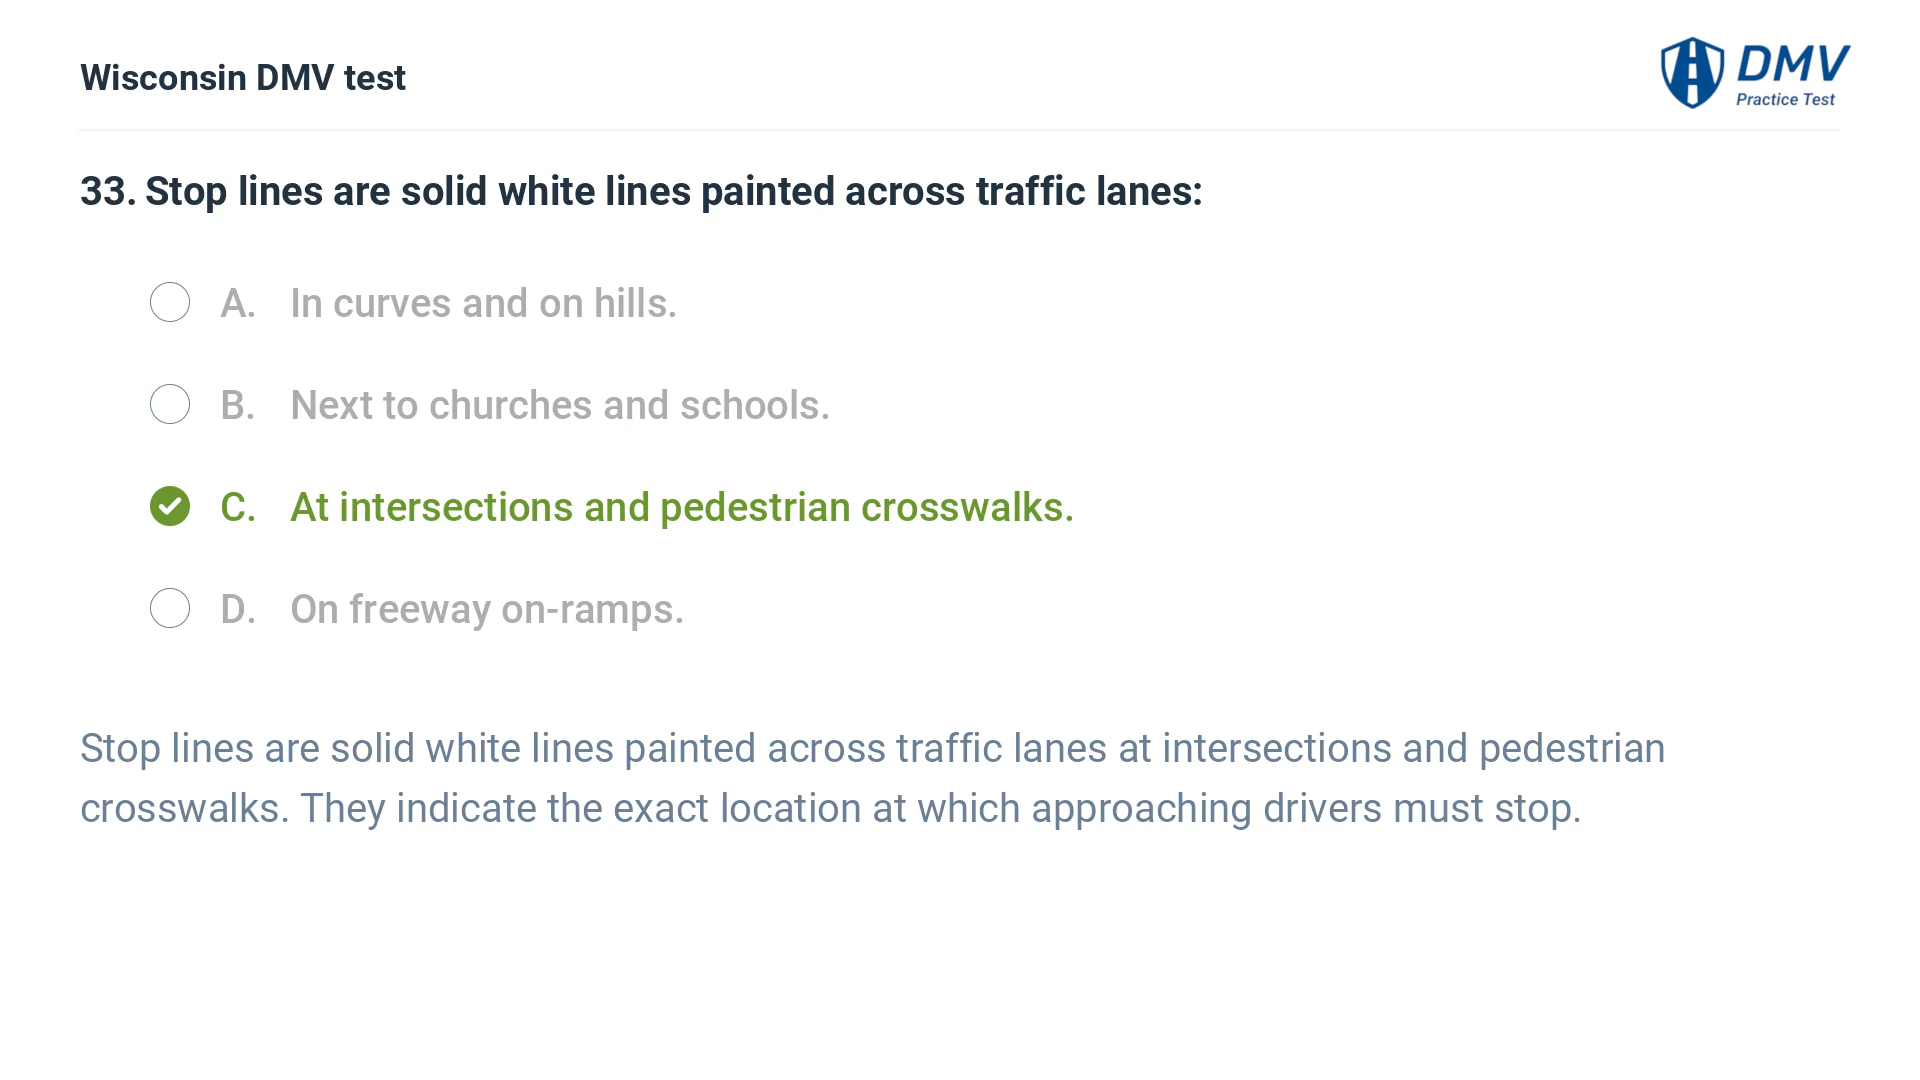 Wisconsin DMV test
DMV
Practice Test
33. Stop lines are solid white lines painted across traffic lanes:
A. In curves and on hills.
B. Next to churches and schools.
C. At intersections and pedestrian crosswalks.
D. On freeway on-ramps.
Stop lines are solid white lines painted across traffic lanes at intersections and pedestrian
crosswalks. They indicate the exact location at which approaching drivers must stop.